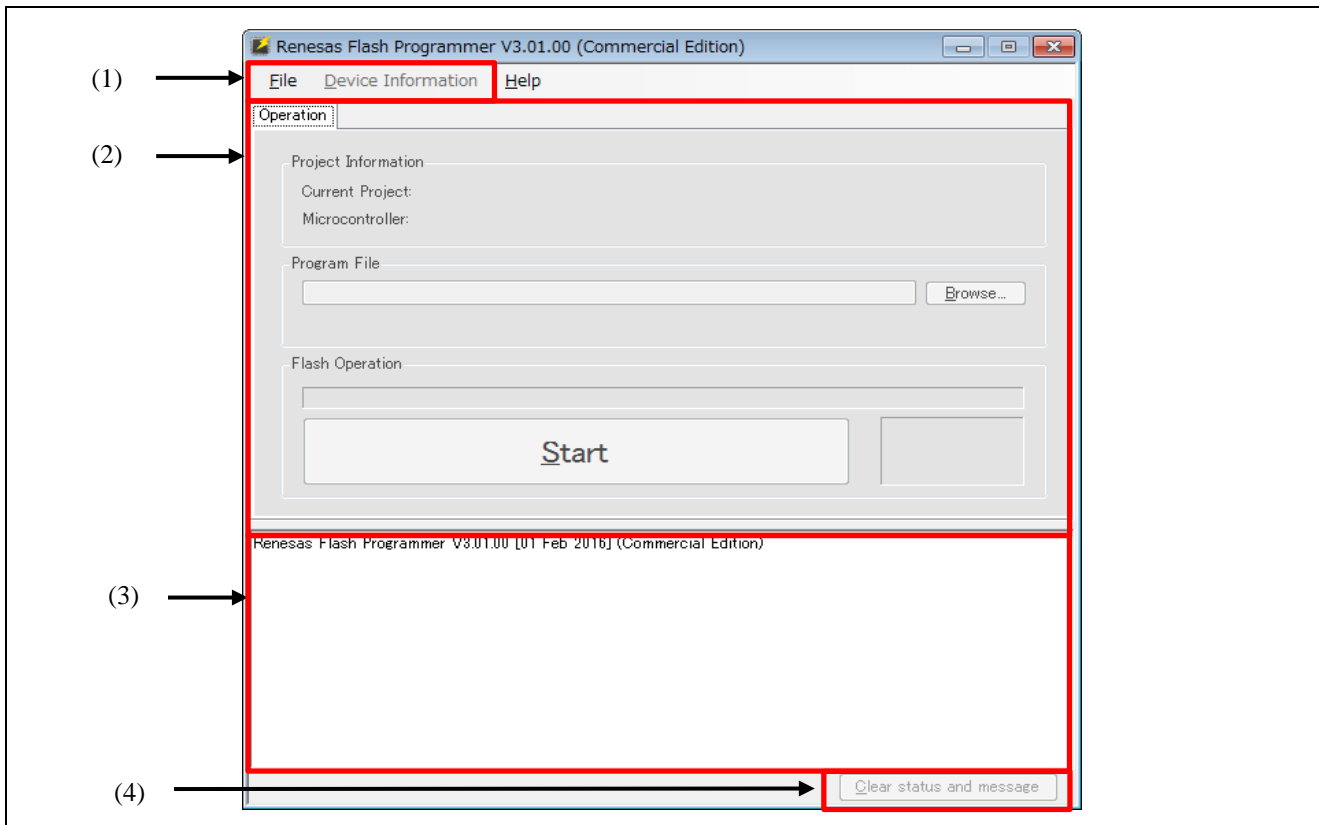 Renesas Flash Programmer V3.01.00 (Commercial Edition)
(1)
File Device Information Help
Operation
(2)
Project Information
Current Project:
Microcontroller:
Program File
Browse...
Flash Operation
Start
Renesas Flash Programmer V3.01.00 [01 Feb 2016] (Commercial Edition)
(3)
(4)
Clear status and message